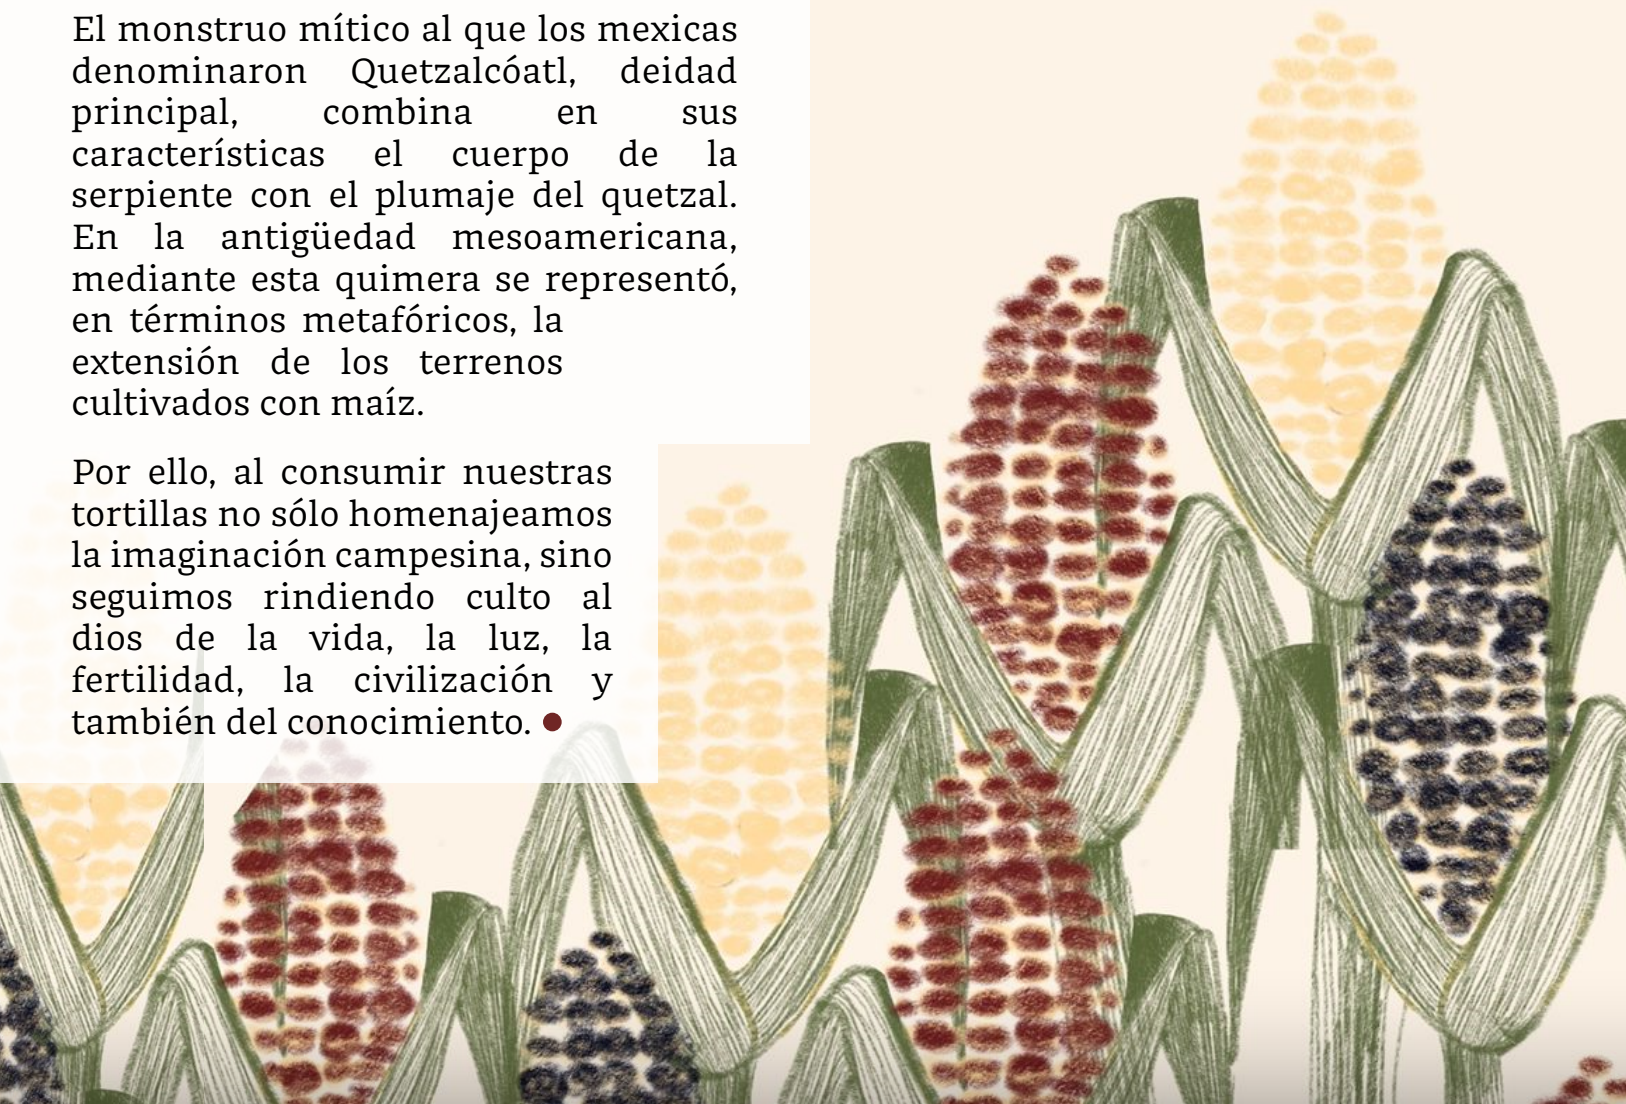 El monstruo mítico al que los mexicas
denominaron Quetzalcóatl, deidad
principal, combina en sus
características el cuerpo de la
serpiente con el plumaje del quetzal.
En la antigüedad mesoamericana,
mediante esta quimera se representó,
en términos metafóricos, la
extensión de los terrenos
cultivados con maíz.
Por ello, al consumir nuestras
tortillas no sólo homenajeamos
la imaginación campesina, sino
seguimos rindiendo culto al
dios de la vida, la luz, la
fertilidad, la civilización y
también del conocimiento.